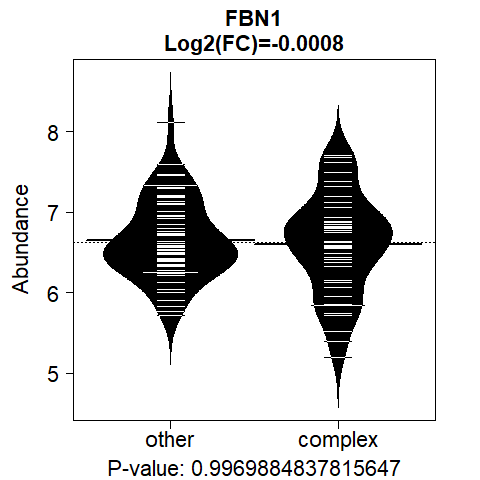 FBN1
Log2(FC)=-0.0008
Abundance
8
7
6
5
other complex
P-value: 0.9969884837815647